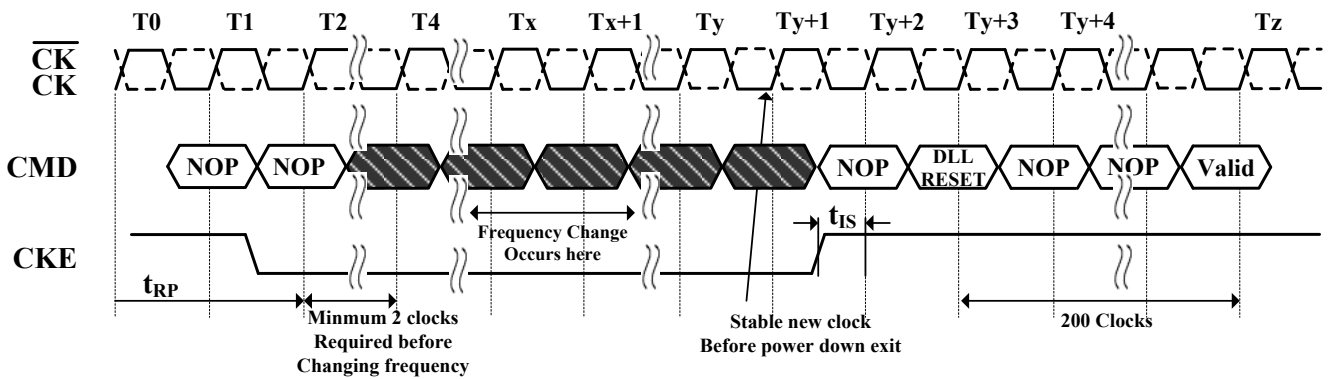 T0 T1 T2 T4 Tx Tx+1 Ty Ty+1 Ty+2 Ty+3 Ty+4 Tz
CK
CK
CMD NOP NOP NOP DLL RESET NOP NOP Valid
tIS
Frequency Change
Occurs here
CKE
tRP
Minmum 2 clocks
Required before
Changing frequency
Stable new clock
Before power down exit
200 Clocks